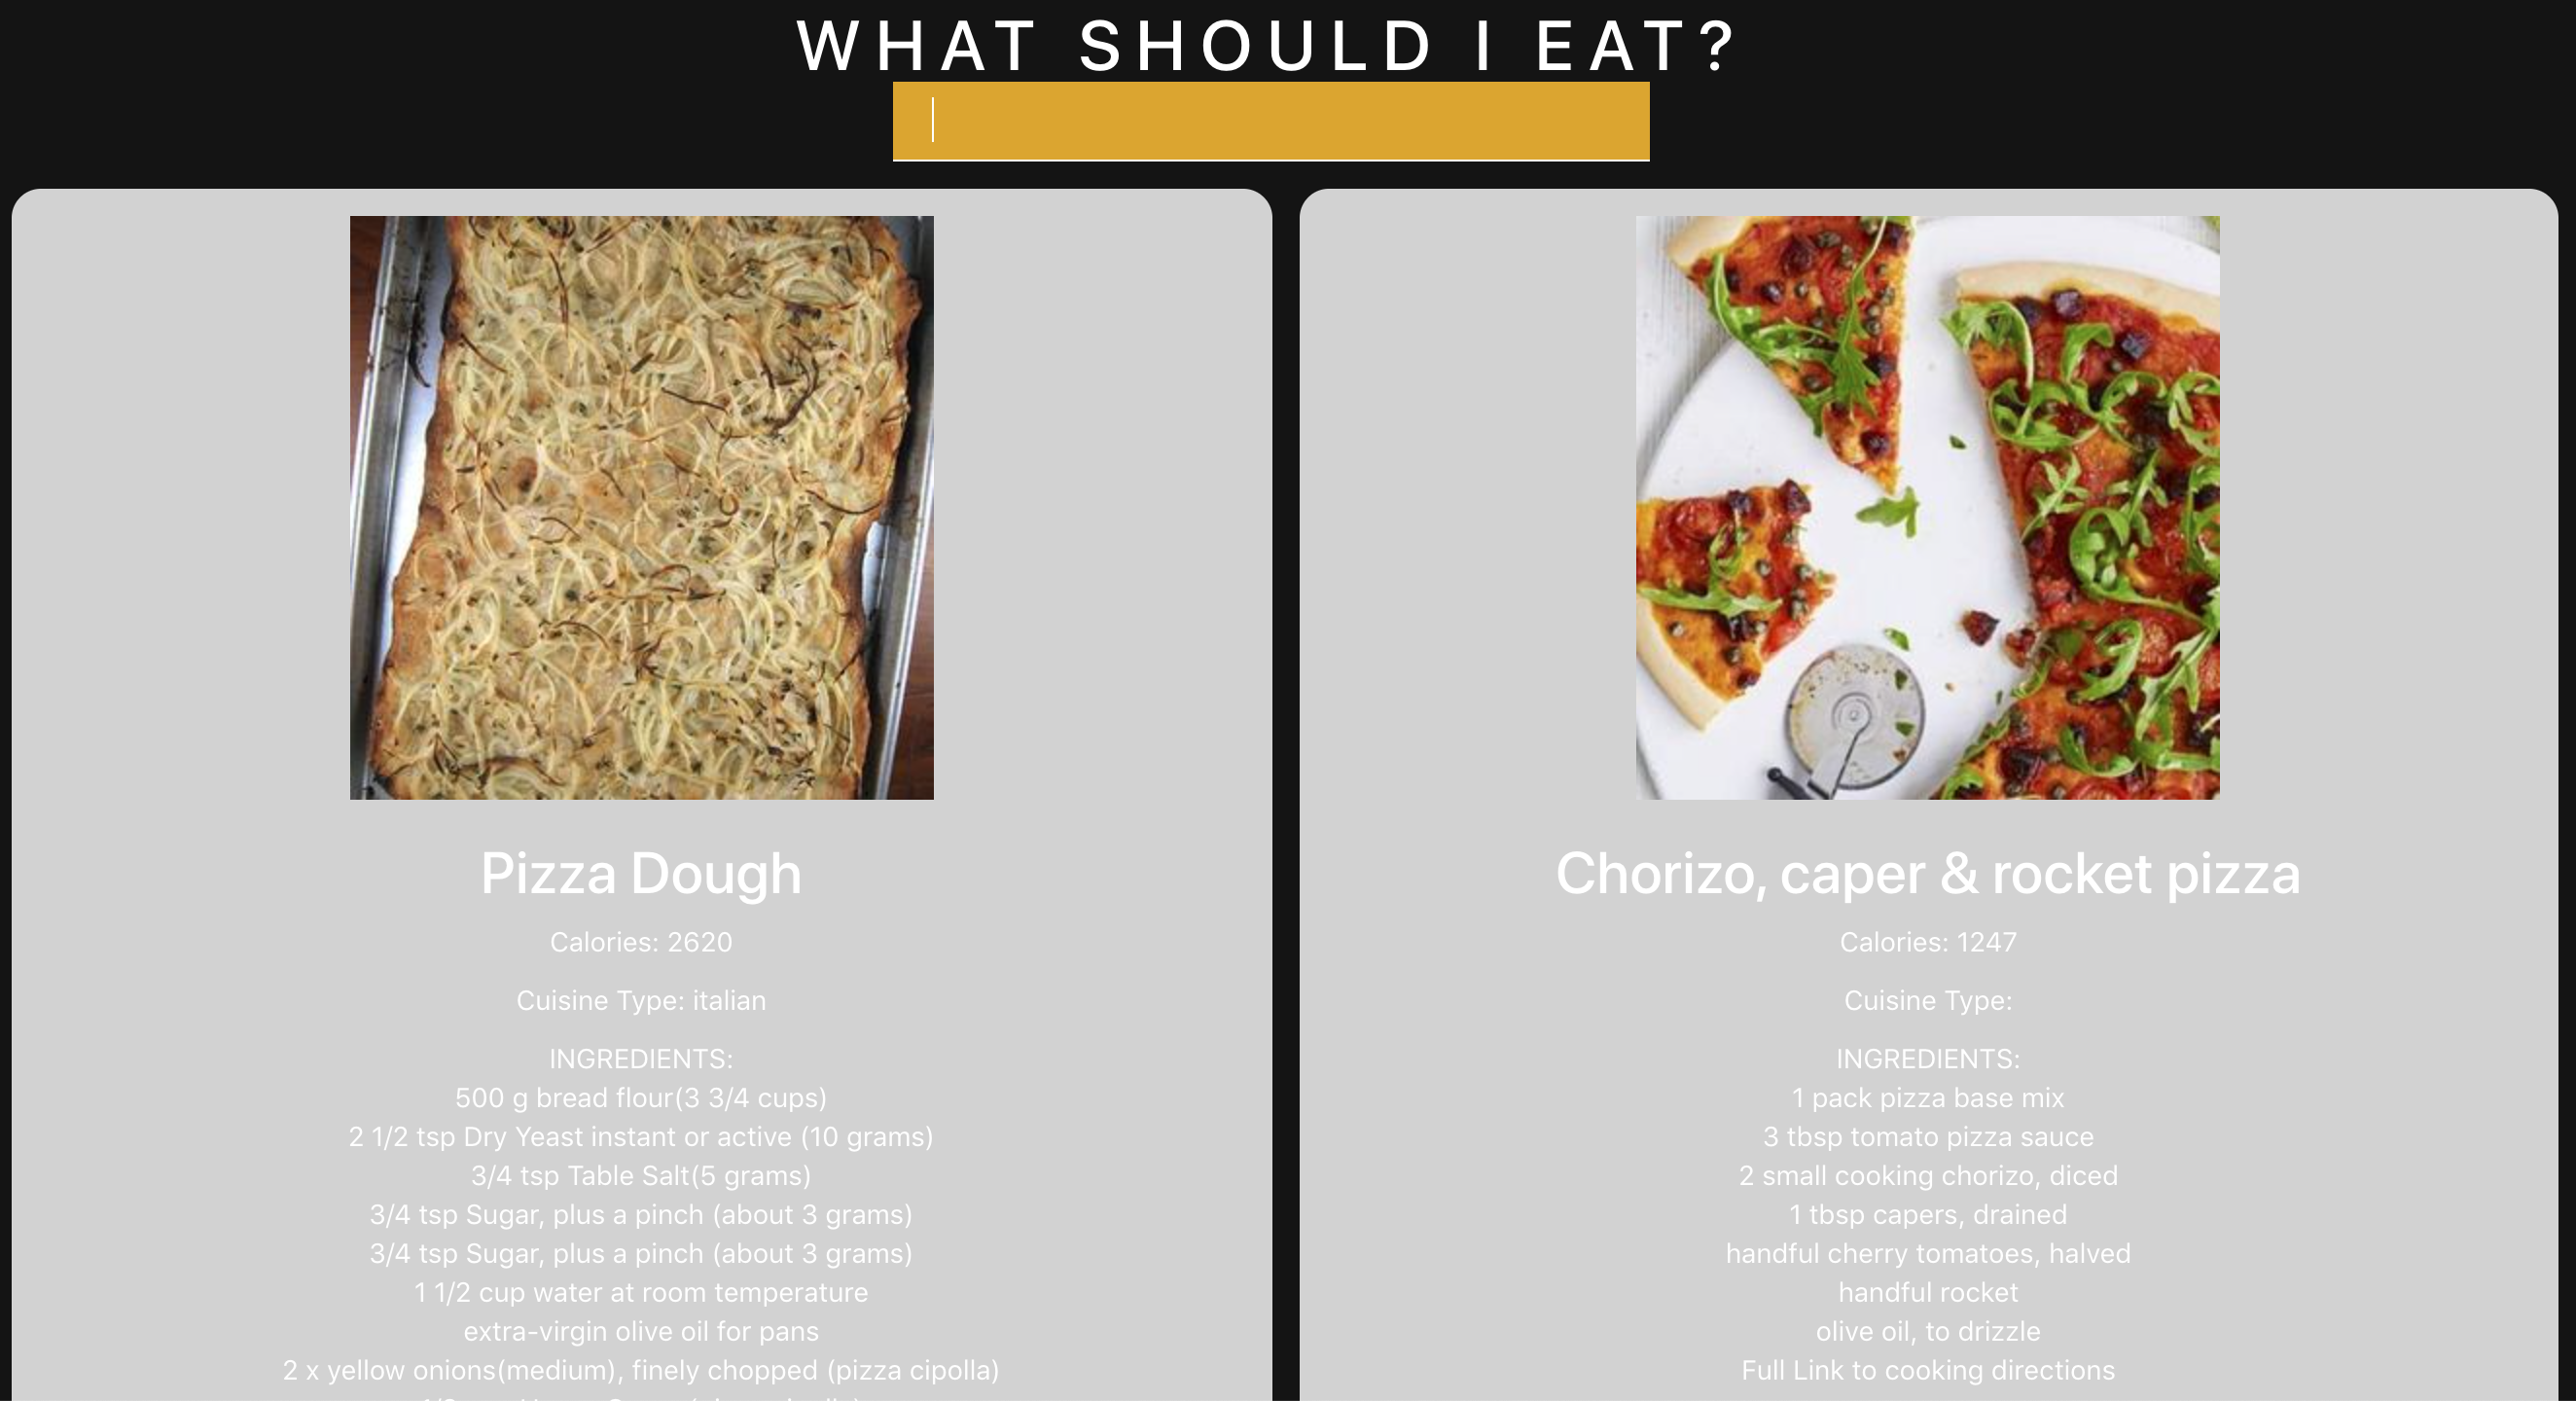 WHAT SHOULD I EAT?
Pizza Dough
Calories: 2620
Cuisine Type: italian
INGREDIENTS:
500 g bread flour(3 3/4 cups)
2 1/2 tsp Dry Yeast instant or active (10 grams)
3/4 tsp Table Salt(5 grams)
3/4 tsp Sugar, plus a pinch (about 3 grams)
3/4 tsp Sugar, plus a pinch (about 3 grams)
1 1/2 cup water at room temperature
extra-virgin olive oil for pans
2 x yellow onions(medium), finely chopped (pizza cipolla)
Chorizo, caper & rocket pizza
Calories: 1247
Cuisine Type:
INGREDIENTS:
1 pack pizza base mix
3 tbsp tomato pizza sauce
2 small cooking chorizo, diced
1 tbsp capers, drained
handful cherry tomatoes, halved
handful rocket
olive oil, to drizzle
Full Link to cooking directions